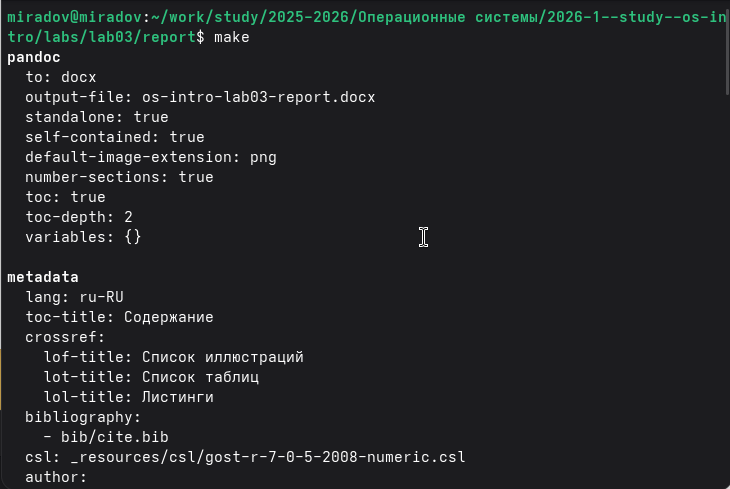 miradov@miradov:~/work/study/2025-2026/Операционные системы/2026-1--study--os-in
tro/labs/lab03/report$ make
pandoc
  to: docx
  output-file: os-intro-lab03-report.docx
  standalone: true
  self-contained: true
  default-image-extension: png
  number-sections: true
  toc: true
  toc-depth: 2
  variables: {}

metadata
  lang: ru-RU
  toc-title: Содержание
  crossref:
    lof-title: Список иллюстраций
    lot-title: Список таблиц
    lol-title: Листинги
  bibliography:
    - bib/cite.bib
  csl: _resources/csl/gost-r-7-0-5-2008-numeric.csl
  author: